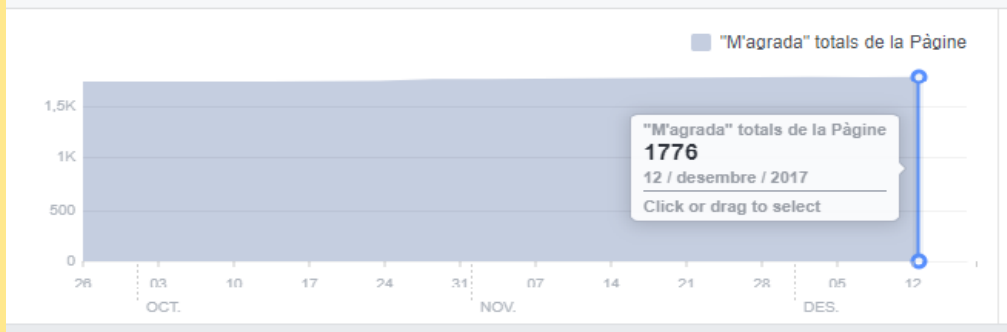 "M'agrada" totals de la Pàgine
1,5K
1K
500
0
"M'agrada" totals de la Pàgine
1776
12 / desembre / 2017
Click or drag to select
26 03 10 17 24 31 07 14 21 28 05 12
OCT. NOV. DES.